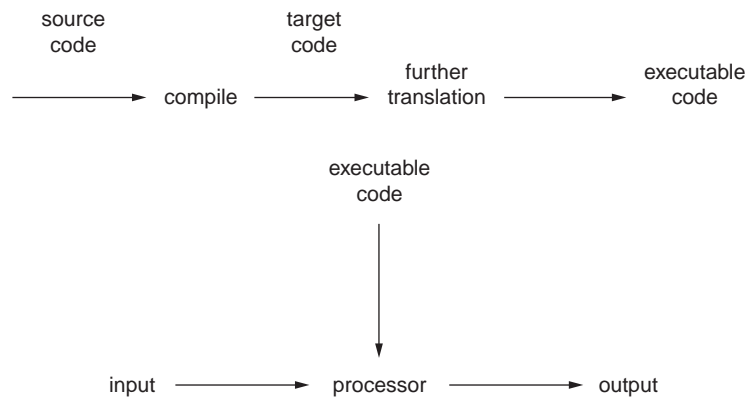 source
code
target
code
compile
further
translation
executable
code
executable
code
input
processor
output